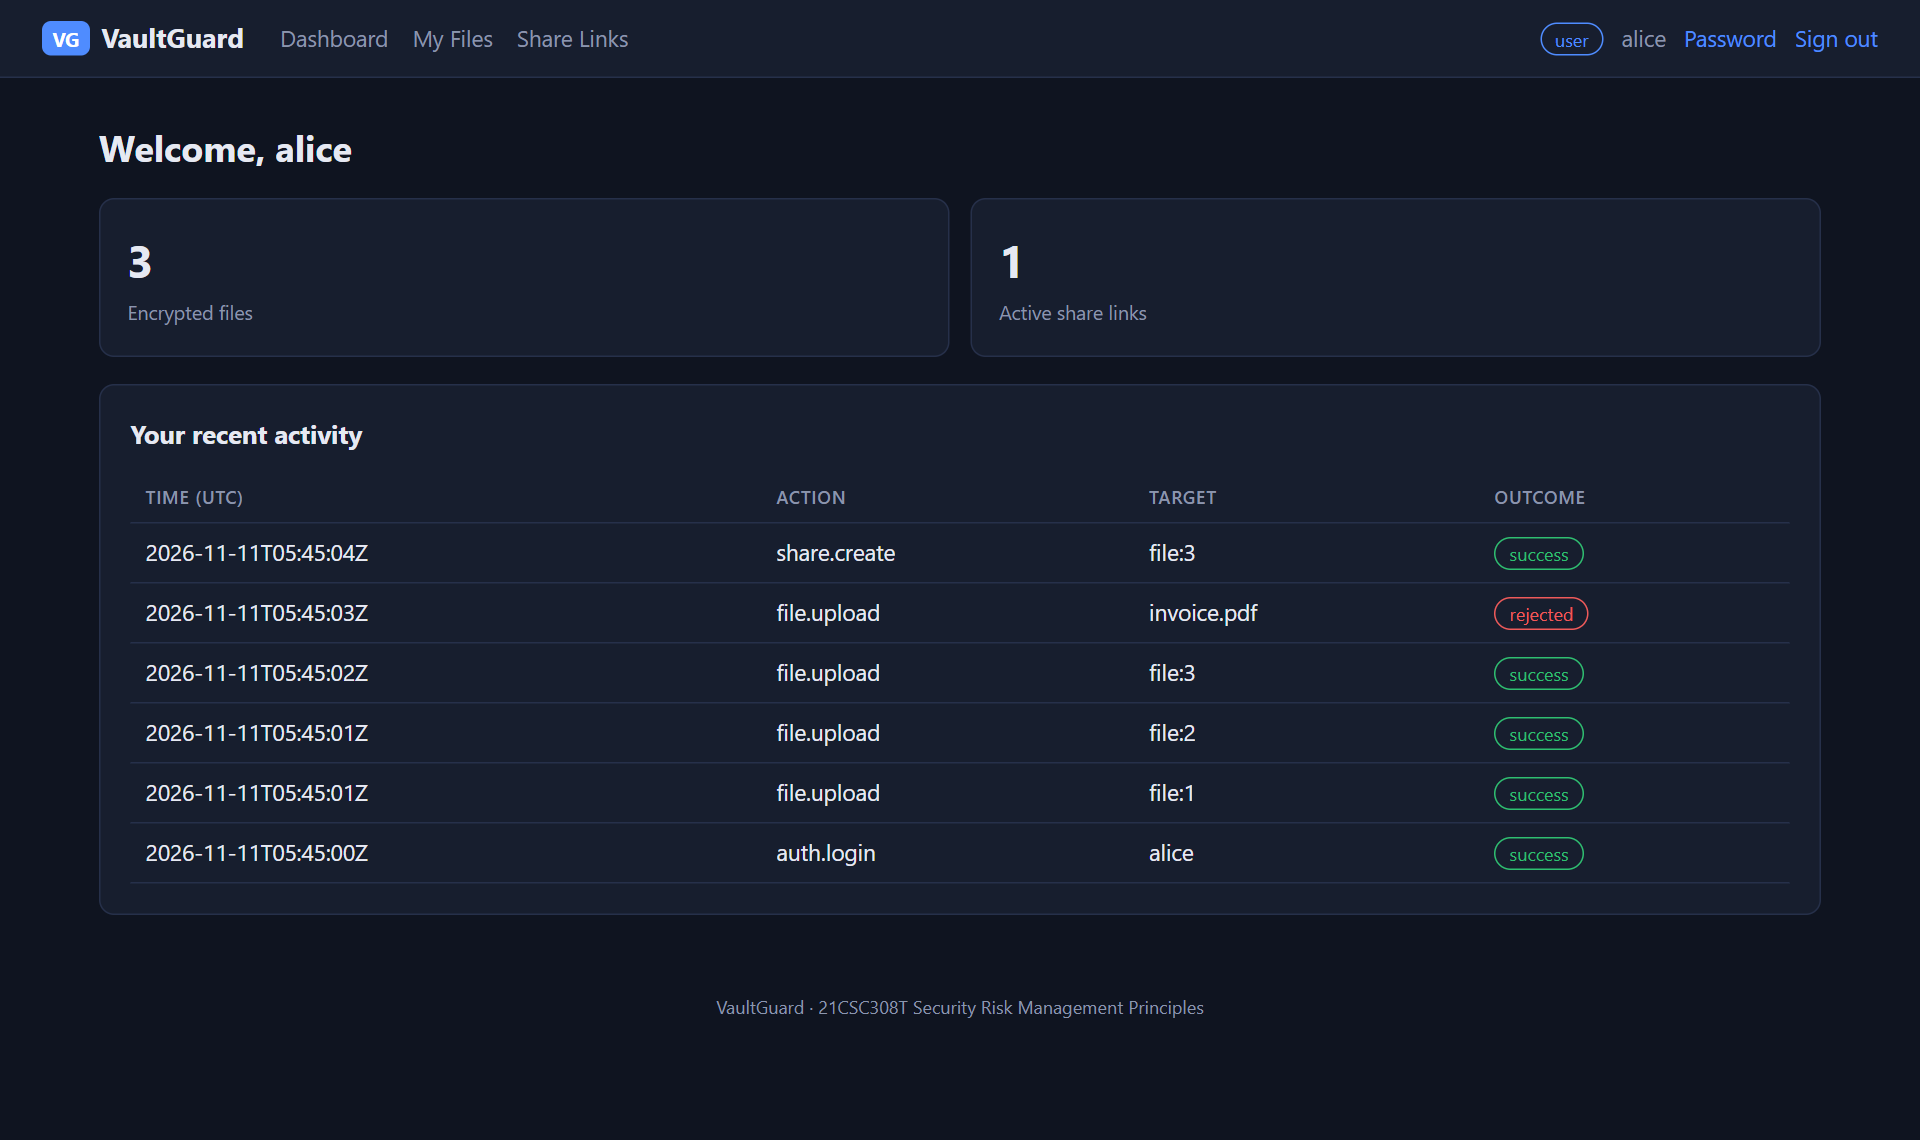 VG VaultGuard Dashboard My Files Share Links user alice Password Sign out
Welcome, alice
3
Encrypted files
1
Active share links
Your recent activity
TIME (UTC) ACTION TARGET OUTCOME
2026-11-11T05:45:04Z share.create file:3 success
2026-11-11T05:45:03Z file.upload invoice.pdf rejected
2026-11-11T05:45:02Z file.upload file:3 success
2026-11-11T05:45:01Z file.upload file:2 success
2026-11-11T05:45:01Z file.upload file:1 success
2026-11-11T05:45:00Z auth.login alice success
VaultGuard · 21CSC308T Security Risk Management Principles